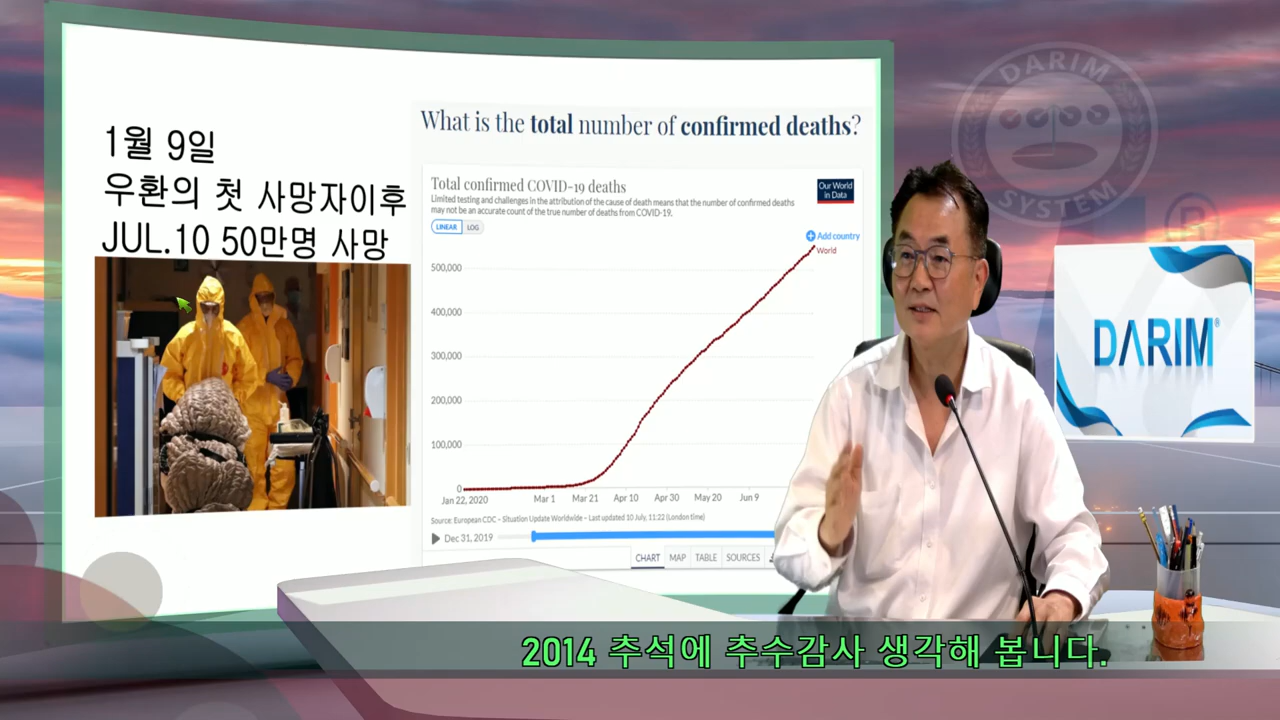 1월 9일
우환의 첫 사망자이후
JUL.10 50만명 사망
What is the total number of confirmed deaths?
Total confirmed COVID-19 deaths
Limited testing and challenges in the attribution of the cause of death means that the number of confirmed deaths
may not be an accurate count of the true number of deaths from COVID-19.
Our World
in Data
LINEAR LOG
Add country
World
500,000
400,000
300,000
200,000
100,000
0
Jan 22, 2020 Mar 1 Mar 21 Apr 10 Apr 30 May 20 Jun 9
Source: European CDC – Situation Update Worldwide – Last updated 10 July, 11:22 (London time)
Dec 31, 2019
CHART MAP TABLE SOURCES
DARIM
SYSTEM
®
DARIM®
2014 추석에 추수감사 생각해 봅니다.